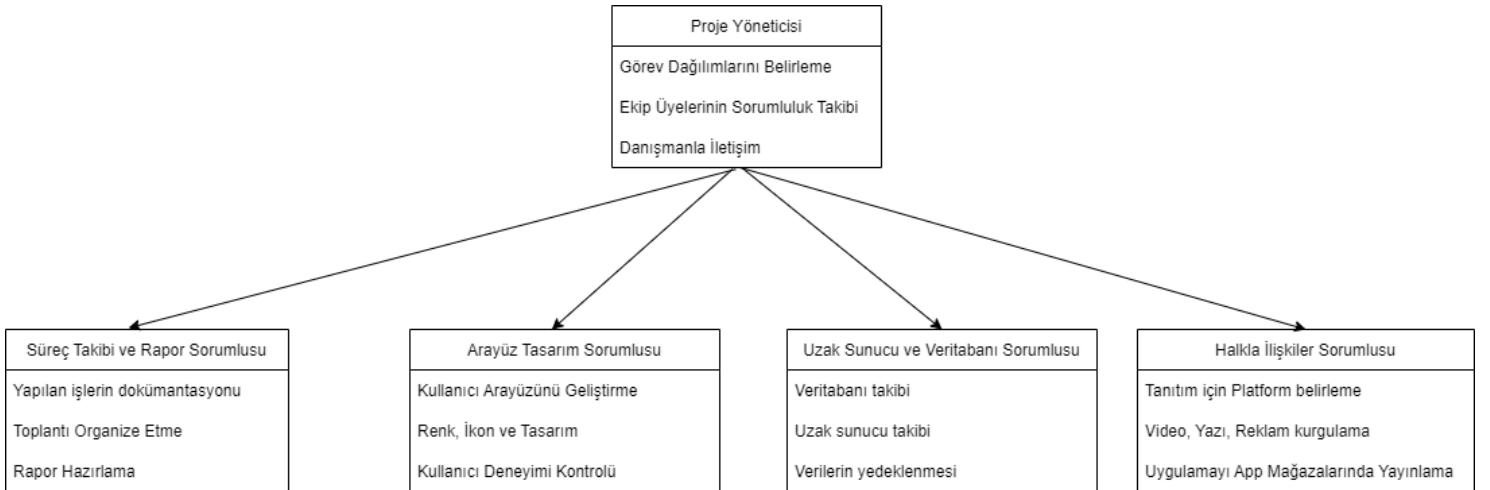 Proje Yöneticisi
Görev Dağılımlarını Belirleme
Ekip Üyelerinin Sorumluluk Takibi
Danışmanla İletişim
Süreç Takibi ve Rapor Sorumlusu
Yapılan işlerin dokümantasyonu
Toplantı Organize Etme
Rapor Hazırlama
Arayüz Tasarım Sorumlusu
Kullanıcı Arayüzünü Geliştirme
Renk, İkon ve Tasarım
Kullanıcı Deneyimi Kontrolü
Uzak Sunucu ve Veritabanı Sorumlusu
Veritabanı takibi
Uzak sunucu takibi
Verilerin yedeklenmesi
Halkla İlişkiler Sorumlusu
Tanıtım için Platform belirleme
Video, Yazı, Reklam kurgulama
Uygulamayı App Mağazalarında Yayınlama